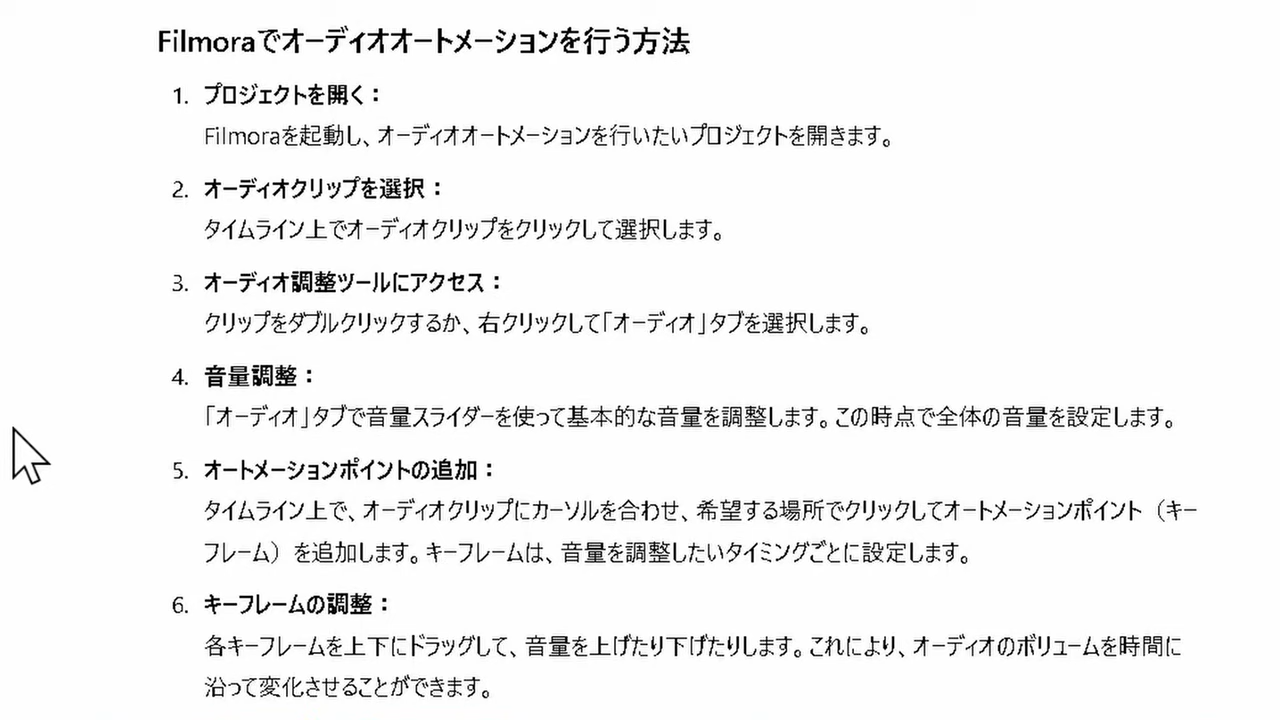 Filmoraでオーディオオートメーションを行う方法
1. プロジェクトを開く：
Filmoraを起動し、オーディオオートメーションを行いたいプロジェクトを開きます。
2. オーディオクリップを選択：
タイムライン上でオーディオクリップをクリックして選択します。
3. オーディオ調整ツールにアクセス：
クリップをダブルクリックするか、右クリックして「オーディオ」タブを選択します。
4. 音量調整：
「オーディオ」タブで音量スライダーを使って基本的な音量を調整します。この時点で全体の音量を設定します。
5. オートメーションポイントの追加：
タイムライン上で、オーディオクリップにカーソルを合わせ、希望する場所でクリックしてオートメーションポイント（キー
フレーム）を追加します。キーフレームは、音量を調整したいタイミングごとに設定します。
6. キーフレームの調整：
各キーフレームを上下にドラッグして、音量を上げたり下げたりします。これにより、オーディオのボリュームを時間に
沿って変化させることができます。